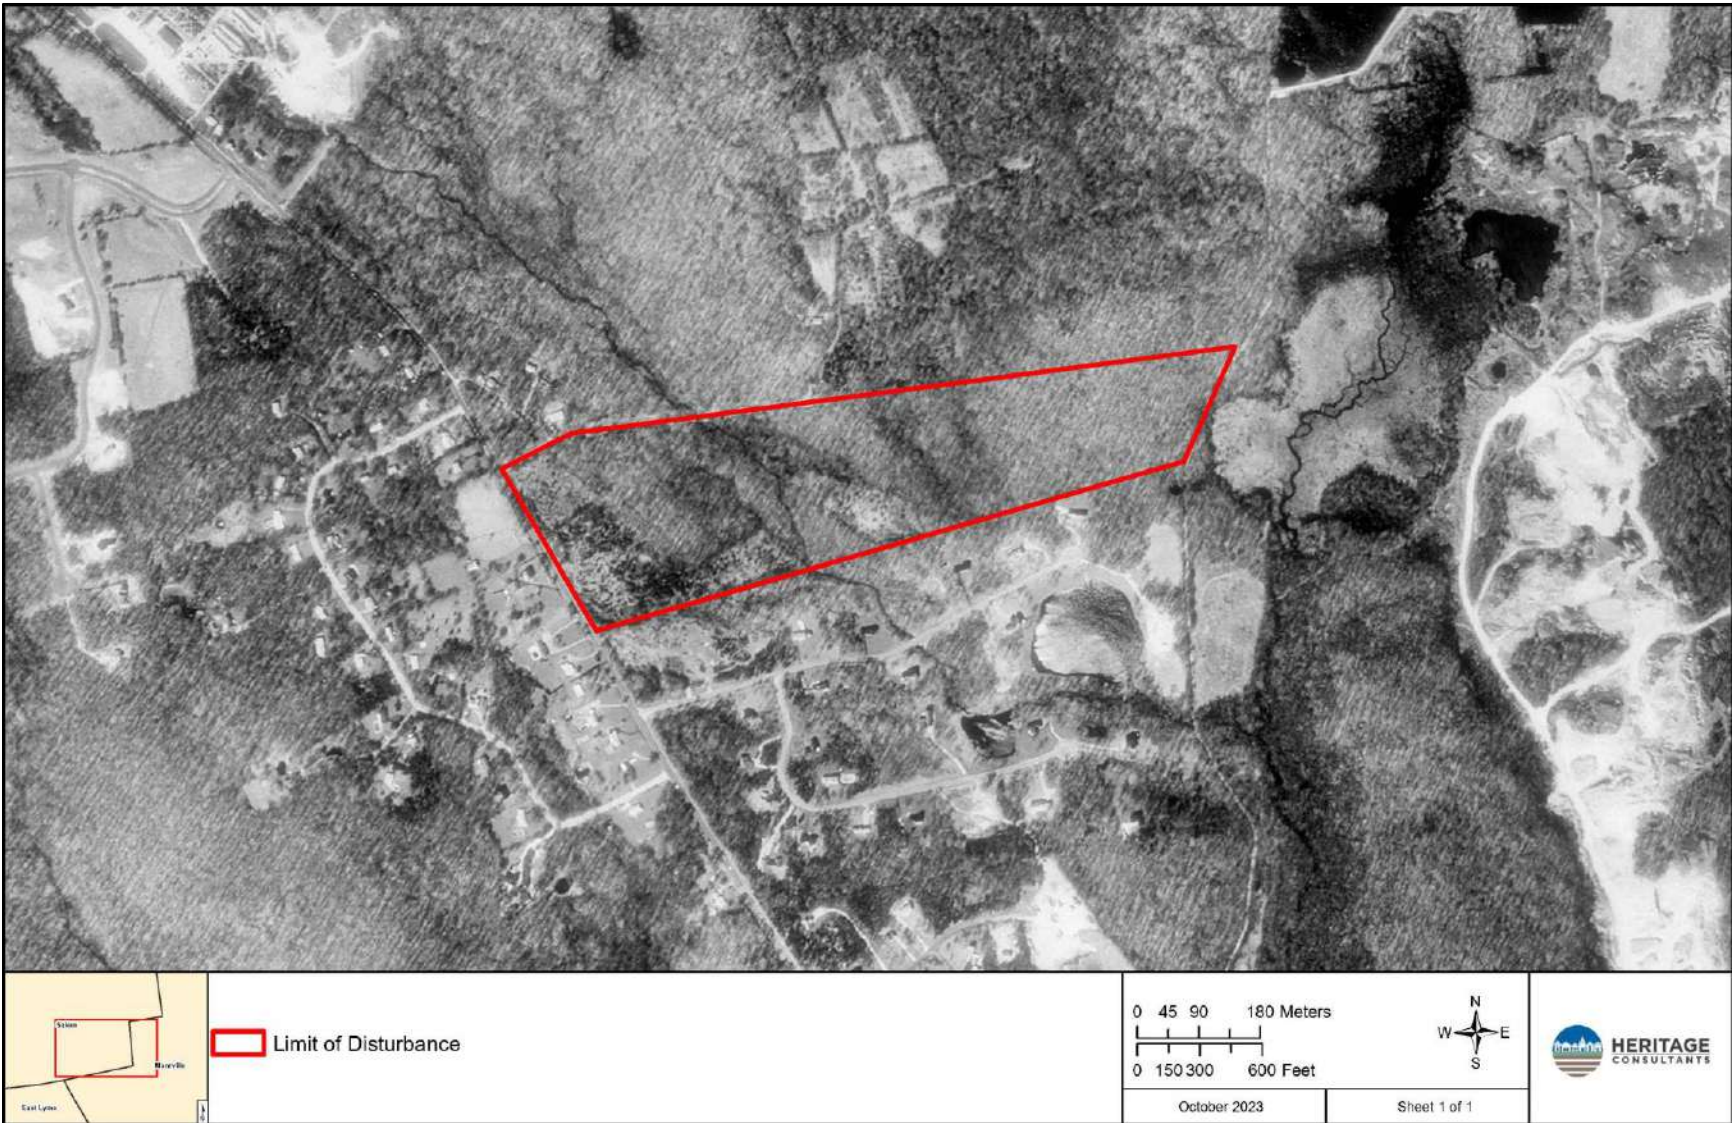 Salem
Montville
East Lyme
Limit of Disturbance
0 45 90 180 Meters
0 150 300 600 Feet
N
W E
S
October 2023
Sheet 1 of 1
HERITAGE
CONSULTANTS